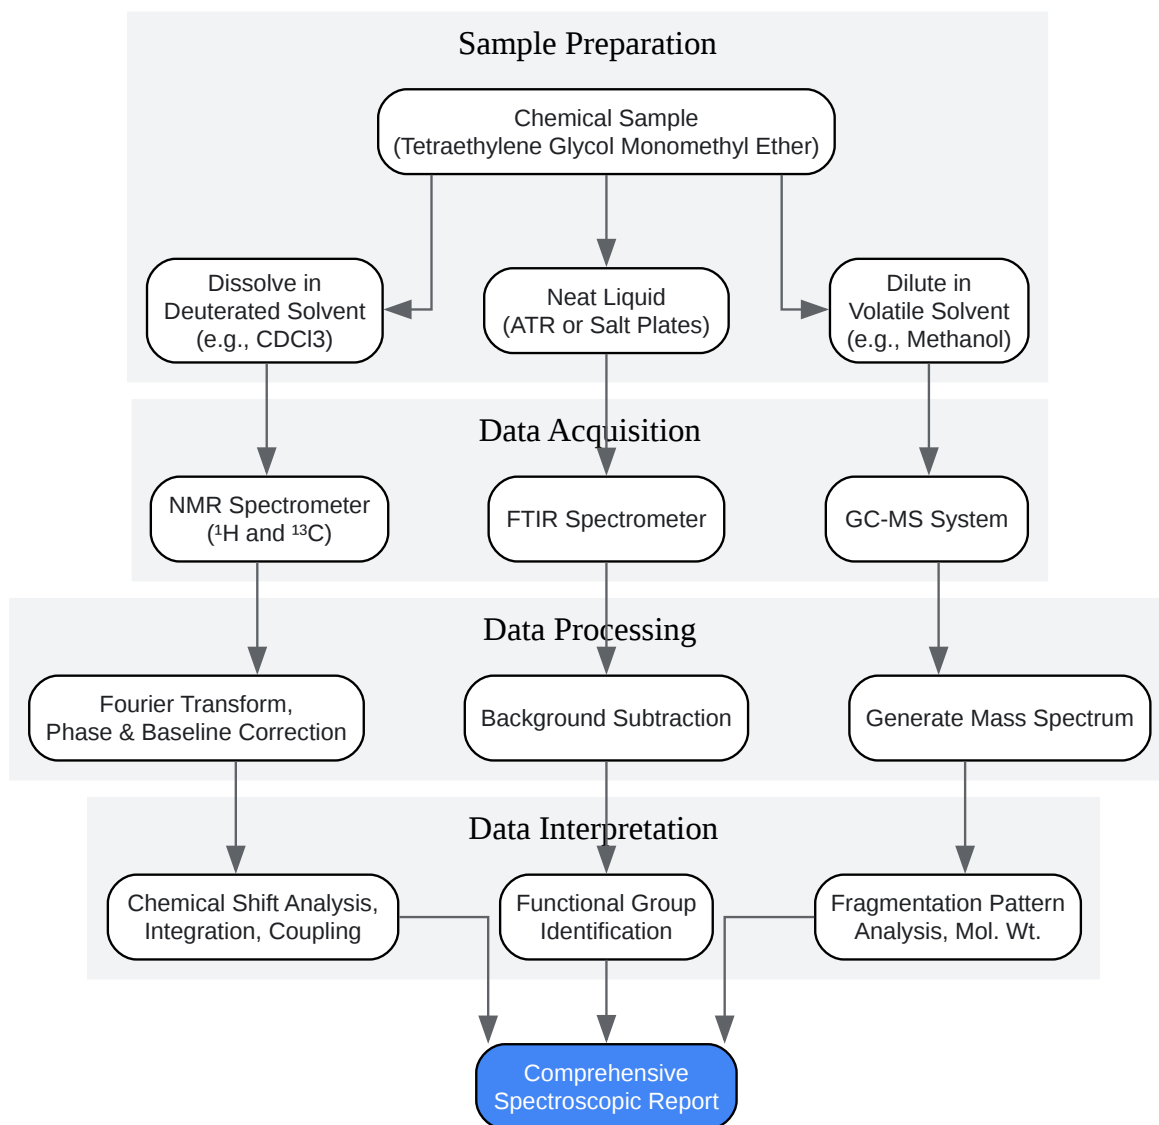 Sample Preparation
Chemical Sample
(Tetraethylene Glycol Monomethyl Ether)
Dissolve in
Deuterated Solvent
(e.g., CDCl3)
Neat Liquid
(ATR or Salt Plates)
Dilute in
Volatile Solvent
(e.g., Methanol)
Data Acquisition
NMR Spectrometer
(¹H and ¹³C)
FTIR Spectrometer
GC-MS System
Data Processing
Fourier Transform,
Phase & Baseline Correction
Background Subtraction
Generate Mass Spectrum
Data Interpretation
Chemical Shift Analysis,
Integration, Coupling
Functional Group
Identification
Fragmentation Pattern
Analysis, Mol. Wt.
Comprehensive
Spectroscopic Report